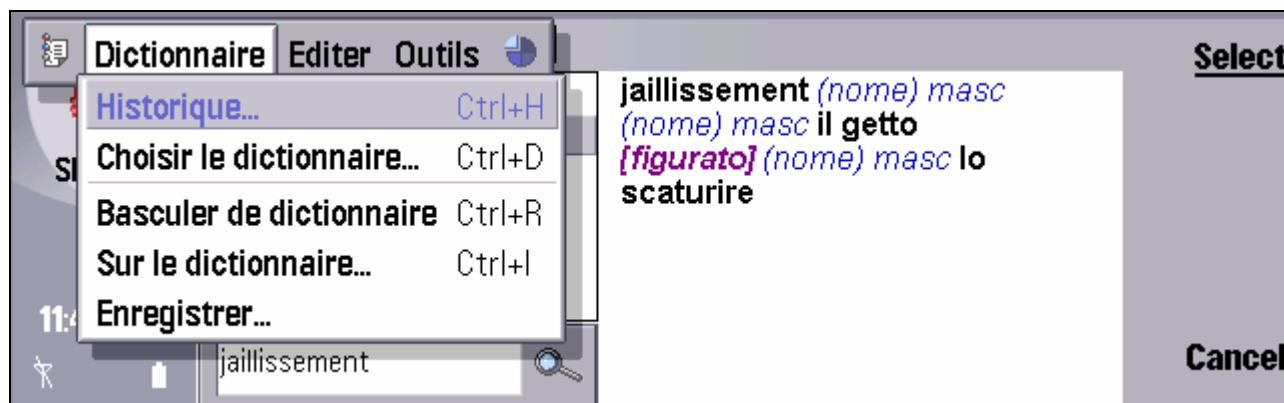 Dictionnaire Editer Outils
Historique... Ctrl+H
Choisir le dictionnaire... Ctrl+D
Basculer de dictionnaire Ctrl+R
Sur le dictionnaire... Ctrl+I
Enregistrer...
jaillissement
jaillissement (nome) masc
(nome) masc il getto
[figurato] (nome) masc lo
scaturire
Select
Cancel